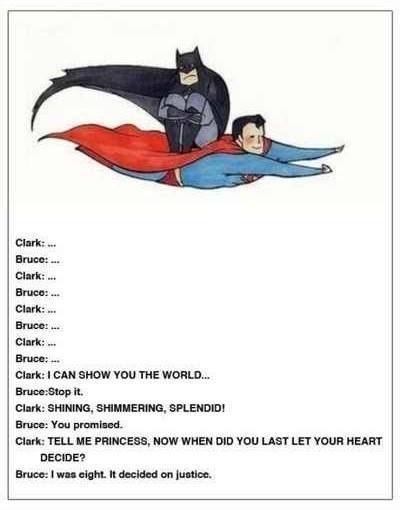 Clark: ...
Bruce: ...
Clark: ...
Bruce: ...
Clark: ...
Bruce: ...
Clark: ...
Bruce: ...
Clark: I CAN SHOW YOU THE WORLD...
Bruce:Stop it.
Clark: SHINING, SHIMMERING, SPLENDID!
Bruce: You promised.
Clark: TELL ME PRINCESS, NOW WHEN DID YOU LAST LET YOUR HEART
DECIDE?
Bruce: I was eight. It decided on justice.